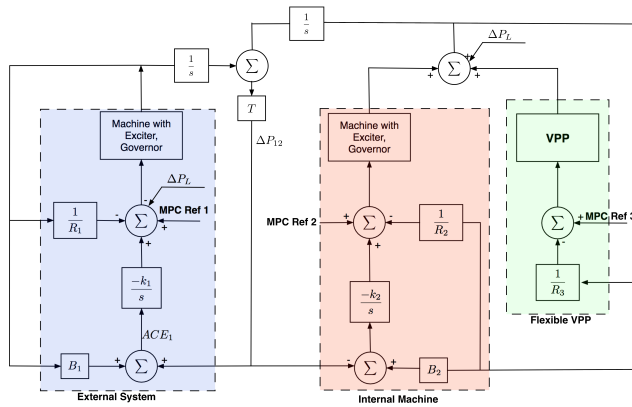 1/s
1/s
∑
ΔP_L
∑
T
ΔP_12
Machine with
Exciter,
Governor
Machine with
Exciter,
Governor
VPP
ΔP_L
1/R_1
∑
MPC Ref 1
MPC Ref 2
∑
1/R_2
∑
MPC Ref 3
-k_1/s
-k_2/s
1/R_3
Flexible VPP
ACE_1
B_1
∑
∑
B_2
External System
Internal Machine